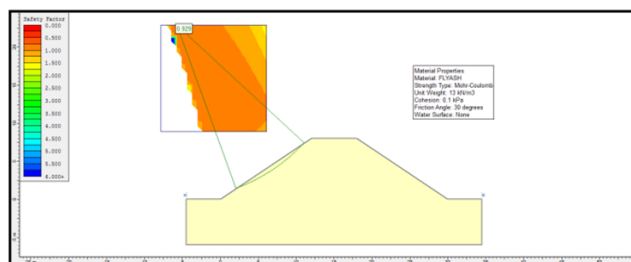 Safety Factor
0.000
0.500
1.000
1.500
2.000
2.500
3.000
3.500
4.000
4.500
5.000
5.500
6.000+
0.929
Material Properties
Material: FLYASH
Strength Type: Mohr-Coulomb
Unit Weight: 13 kN/m3
Cohesion: 0.1 kPa
Friction Angle: 30 degrees
Water Surface: None